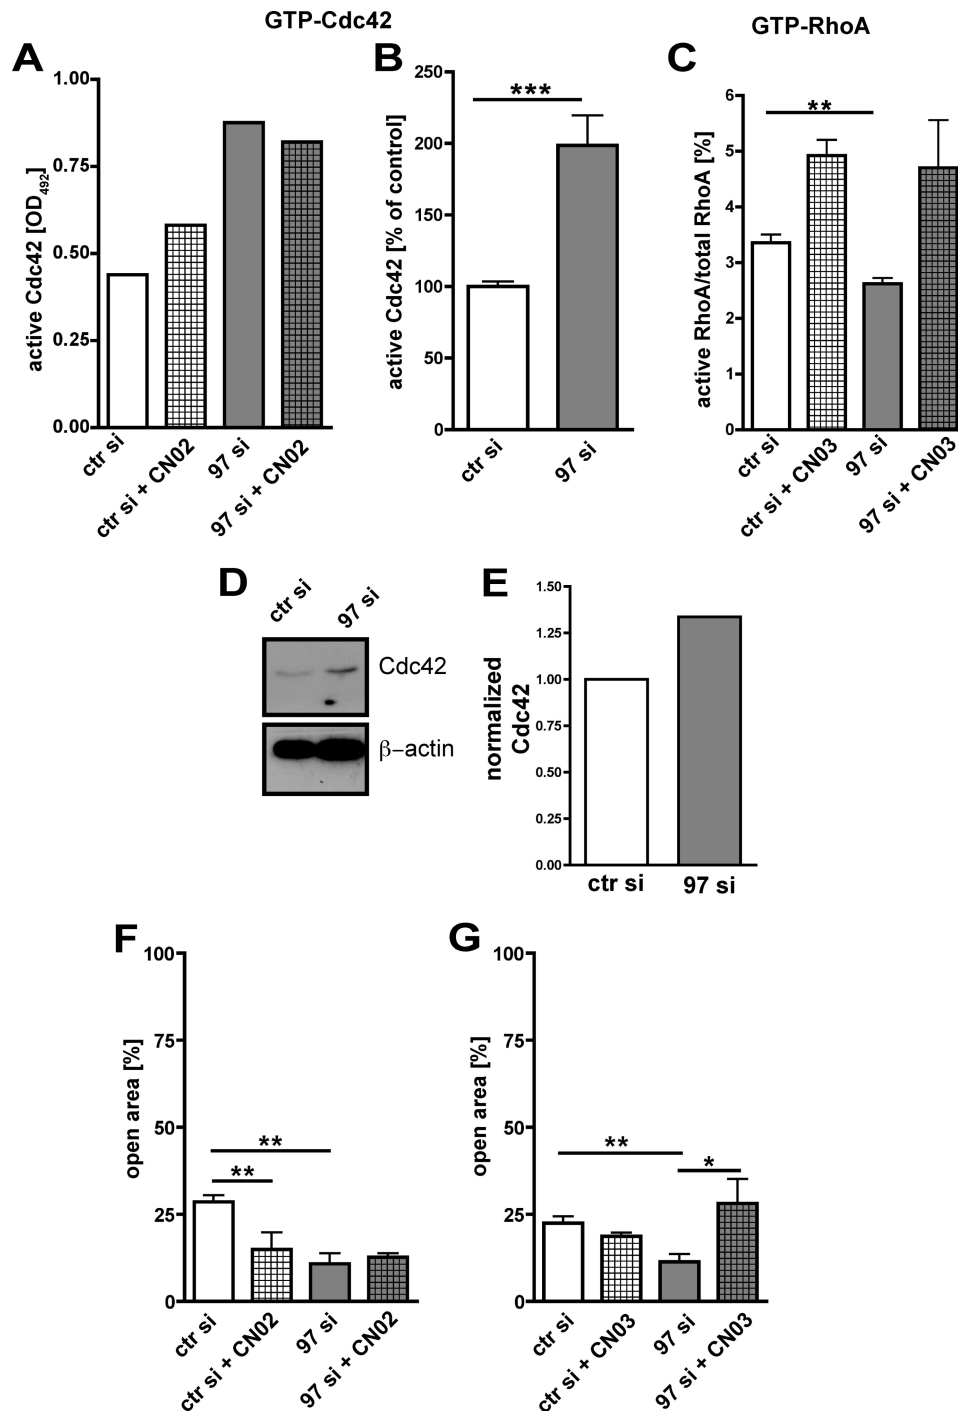 GTP-Cdc42
GTP-RhoA
A
active Cdc42 [OD492]
1.00
0.75
0.50
0.25
0.00
ctr si
ctr si + CN02
97 si
97 si + CN02
B
active Cdc42 [% of control]
250
200
150
100
50
0
***
ctr si
97 si
C
active RhoA/total RhoA [%]
6
5
4
3
2
1
0
**
ctr si
ctr si + CN03
97 si
97 si + CN03
D
ctr si
97 si
Cdc42
β–actin
E
normalized
Cdc42
1.50
1.25
1.00
0.75
0.50
0.25
0.00
ctr si
97 si
F
open area [%]
100
75
50
25
0
**
**
ctr si
ctr si + CN02
97 si
97 si + CN02
G
open area [%]
100
75
50
25
0
**
*
ctr si
ctr si + CN03
97 si
97 si + CN03